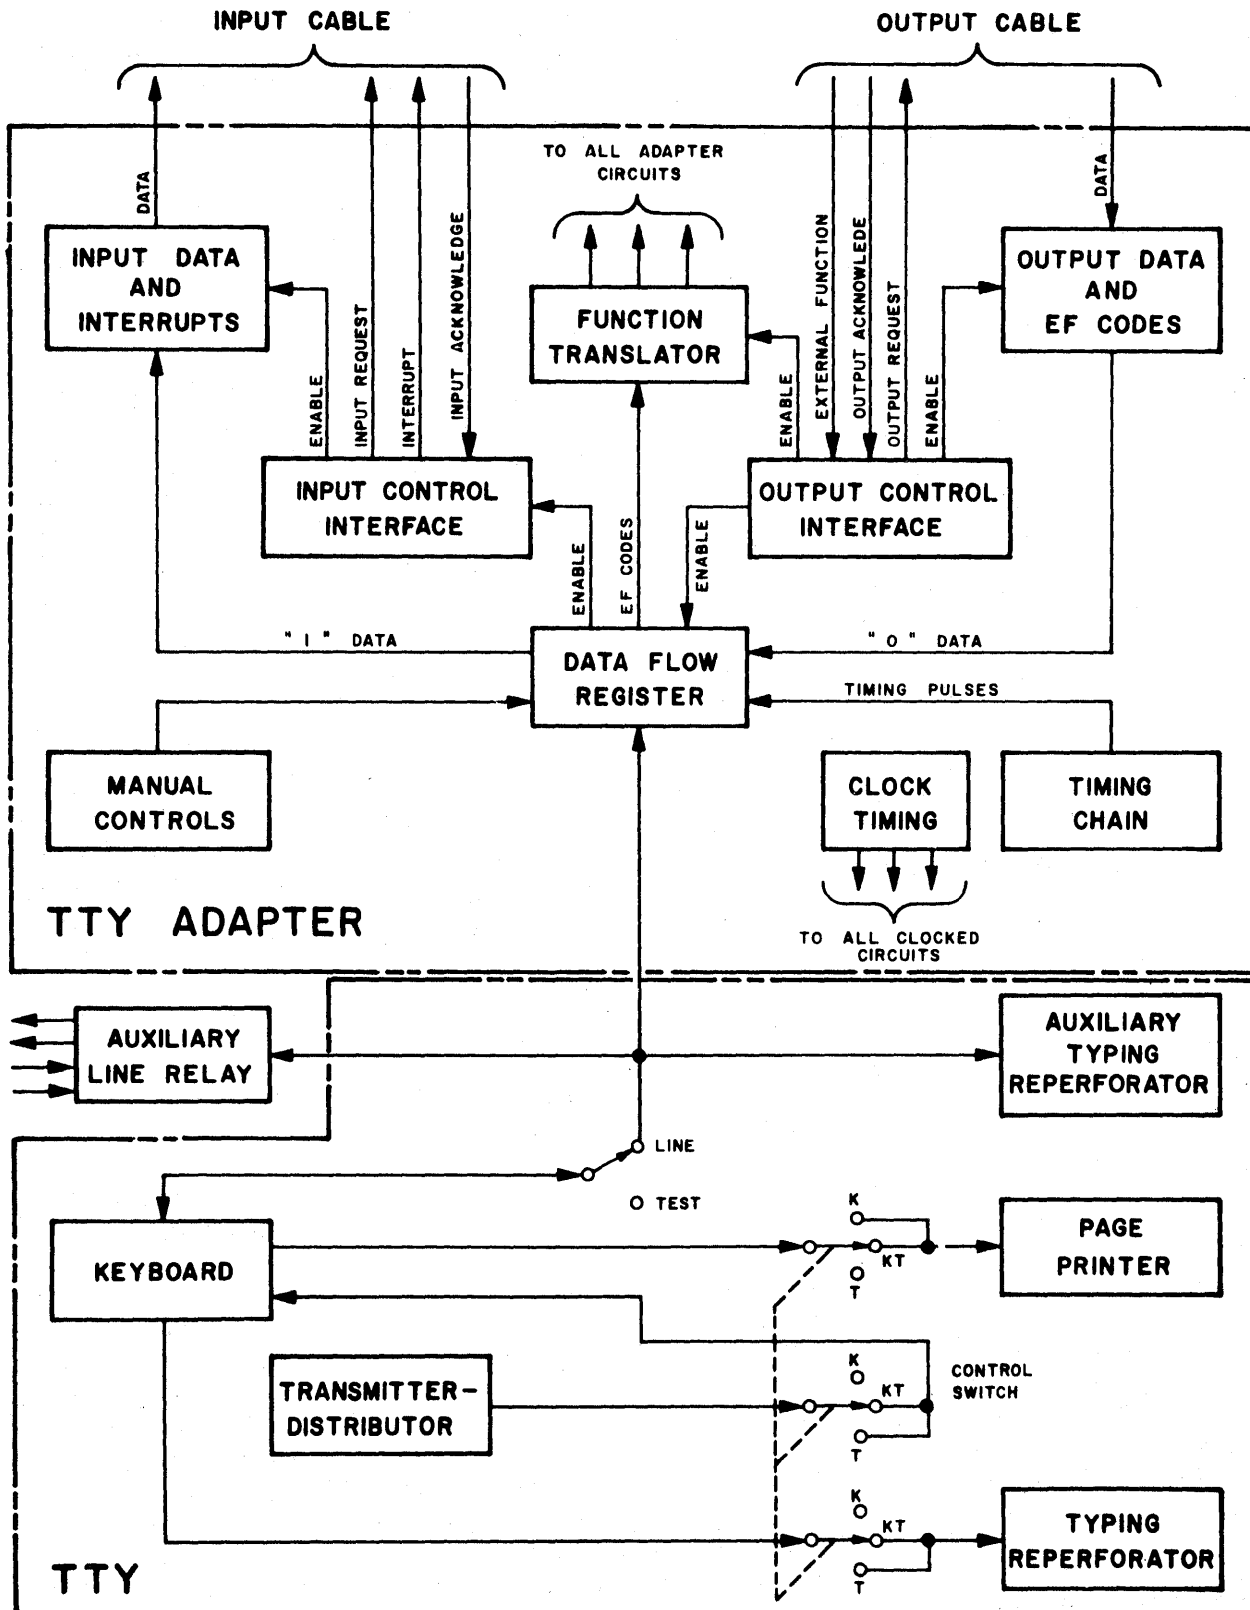 INPUT CABLE
OUTPUT CABLE
TO ALL ADAPTER
CIRCUITS
DATA
DATA
INPUT DATA
AND
INTERRUPTS
ENABLE
INPUT REQUEST
INTERRUPT
INPUT ACKNOWLEDGE
FUNCTION
TRANSLATOR
ENABLE
EXTERNAL FUNCTION
OUTPUT ACKNOWLEDE
OUTPUT REQUEST
ENABLE
OUTPUT DATA
AND
EF CODES
INPUT CONTROL
INTERFACE
OUTPUT CONTROL
INTERFACE
ENABLE
EF CODES
ENABLE
" I " DATA
DATA FLOW
REGISTER
" O " DATA
TIMING PULSES
MANUAL
CONTROLS
CLOCK
TIMING
TIMING
CHAIN
TTY ADAPTER
TO ALL CLOCKED
CIRCUITS
AUXILIARY
LINE RELAY
AUXILIARY
TYPING
REPERFORATOR
LINE
TEST
KEYBOARD
K
KT
T
PAGE
PRINTER
TRANSMITTER-
DISTRIBUTOR
K
KT
T
CONTROL
SWITCH
K
KT
T
TYPING
REPERFORATOR
TTY